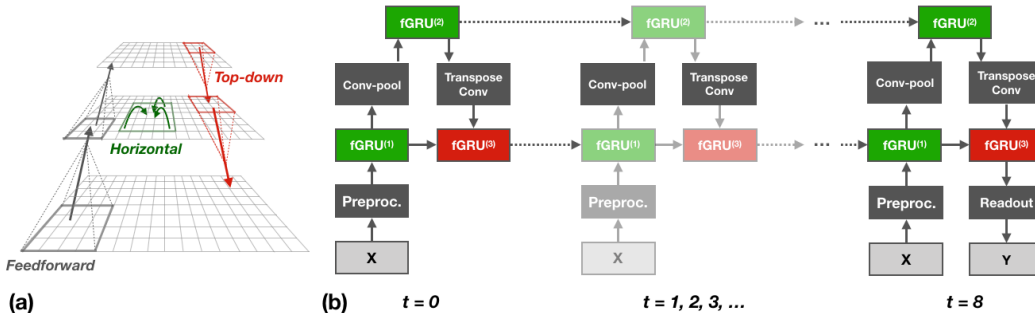 fGRU(2)
fGRU(2)
...
fGRU(2)
Top-down
Conv-pool
Transpose
Conv
Conv-pool
Transpose
Conv
Conv-pool
Transpose
Conv
Horizontal
fGRU(1)
fGRU(3)
fGRU(1)
fGRU(3)
...
fGRU(1)
fGRU(3)
Preproc.
Preproc.
Preproc.
Readout
Feedforward
X
X
X
Y
(a)
(b)
t = 0
t = 1, 2, 3, ...
t = 8